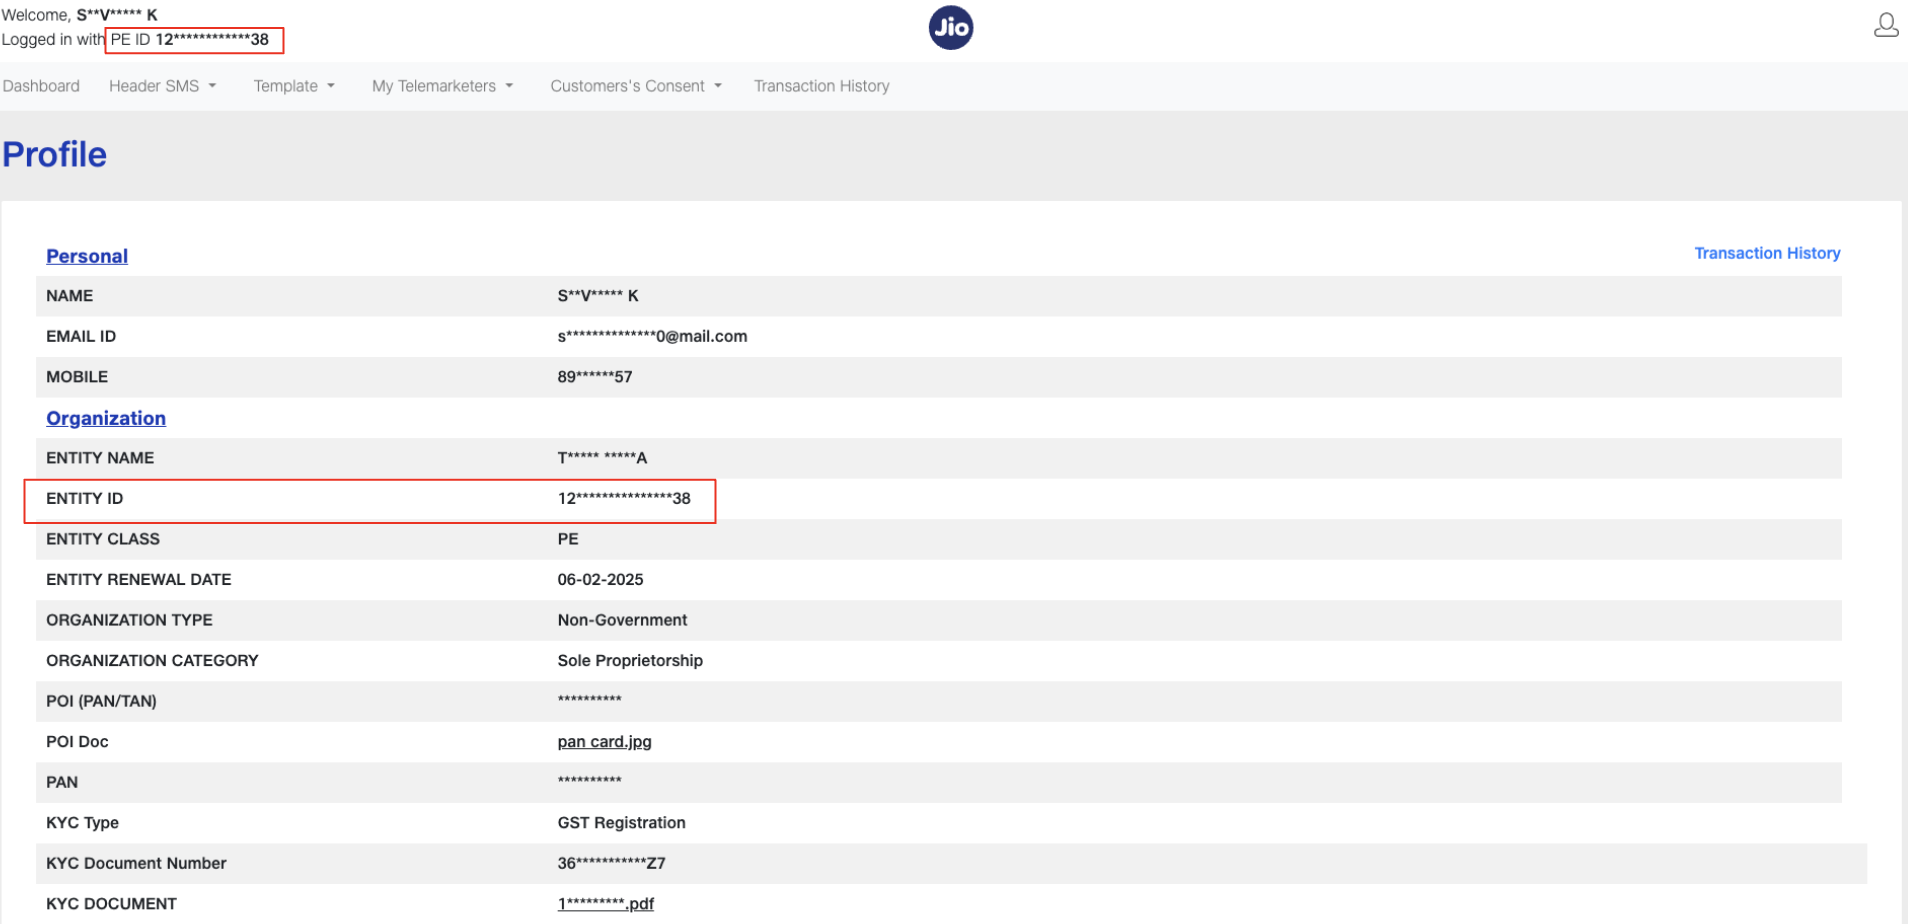 Welcome, S**V***** K
Logged in with PE ID 12************38
Jio
Dashboard Header SMS Template My Telemarketers Customers's Consent Transaction History
Profile
Personal Transaction History
NAME S**V***** K
EMAIL ID s**************0@mail.com
MOBILE 89******57
Organization
ENTITY NAME T***** *****A
ENTITY ID 12***************38
ENTITY CLASS PE
ENTITY RENEWAL DATE 06-02-2025
ORGANIZATION TYPE Non-Government
ORGANIZATION CATEGORY Sole Proprietorship
POI (PAN/TAN) **********
POI Doc pan card.jpg
PAN **********
KYC Type GST Registration
KYC Document Number 36***********Z7
KYC DOCUMENT 1*********.pdf